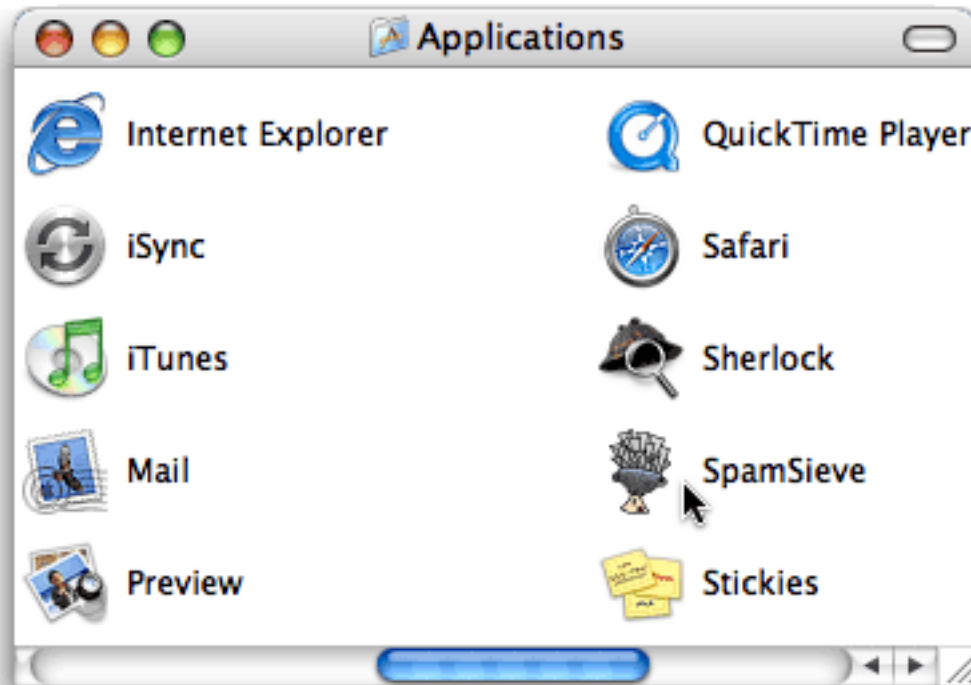 Applications
Internet Explorer
QuickTime Player
iSync
Safari
iTunes
Sherlock
Mail
SpamSieve
Preview
Stickies